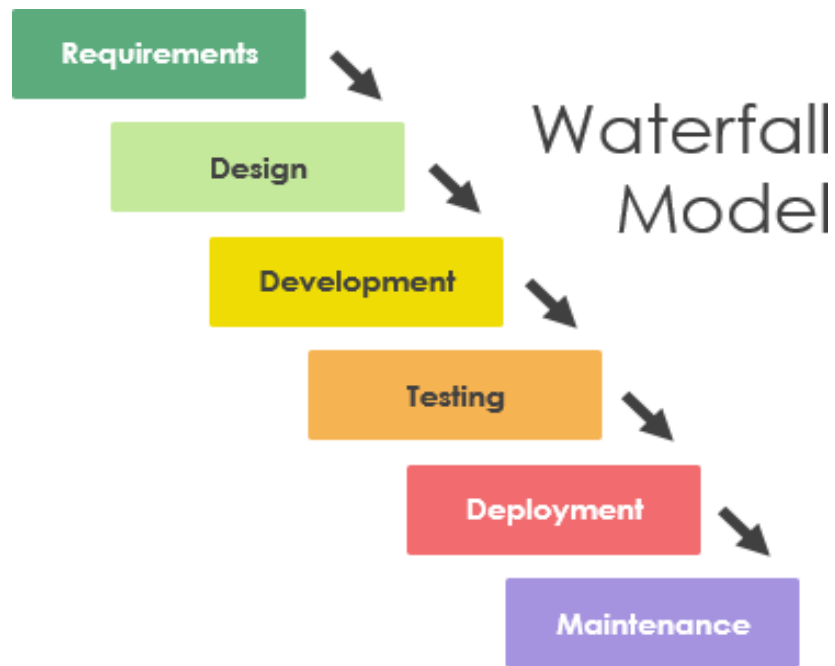 Requirements
Waterfall
Model
Design
Development
Testing
Deployment
Maintenance